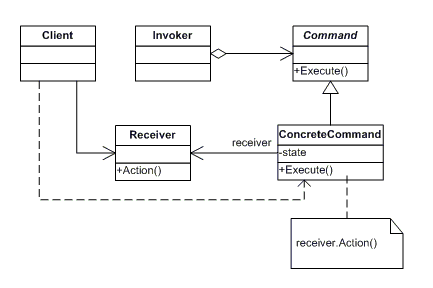 Client
Invoker
Command
+Execute()
Receiver
+Action()
receiver
ConcreteCommand
-state
+Execute()
receiver.Action()